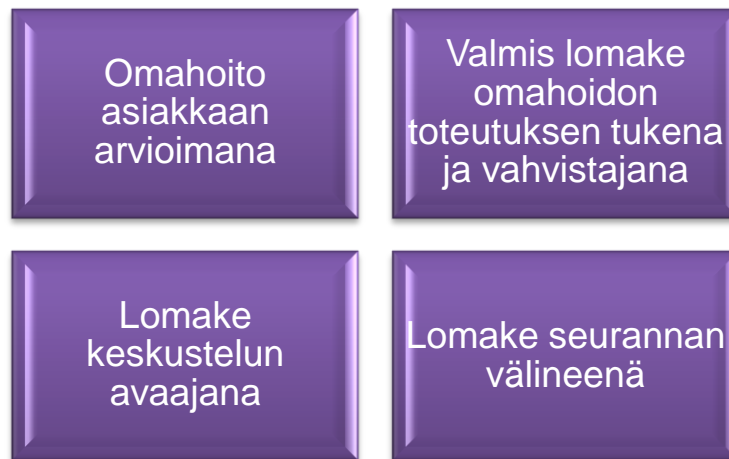 Omahoito
asiakkaan
arvioimana
Valmis lomake
omahoidon
toteutuksen tukena
ja vahvistajana
Lomake
keskustelun
avaajana
Lomake seurannan
välineenä